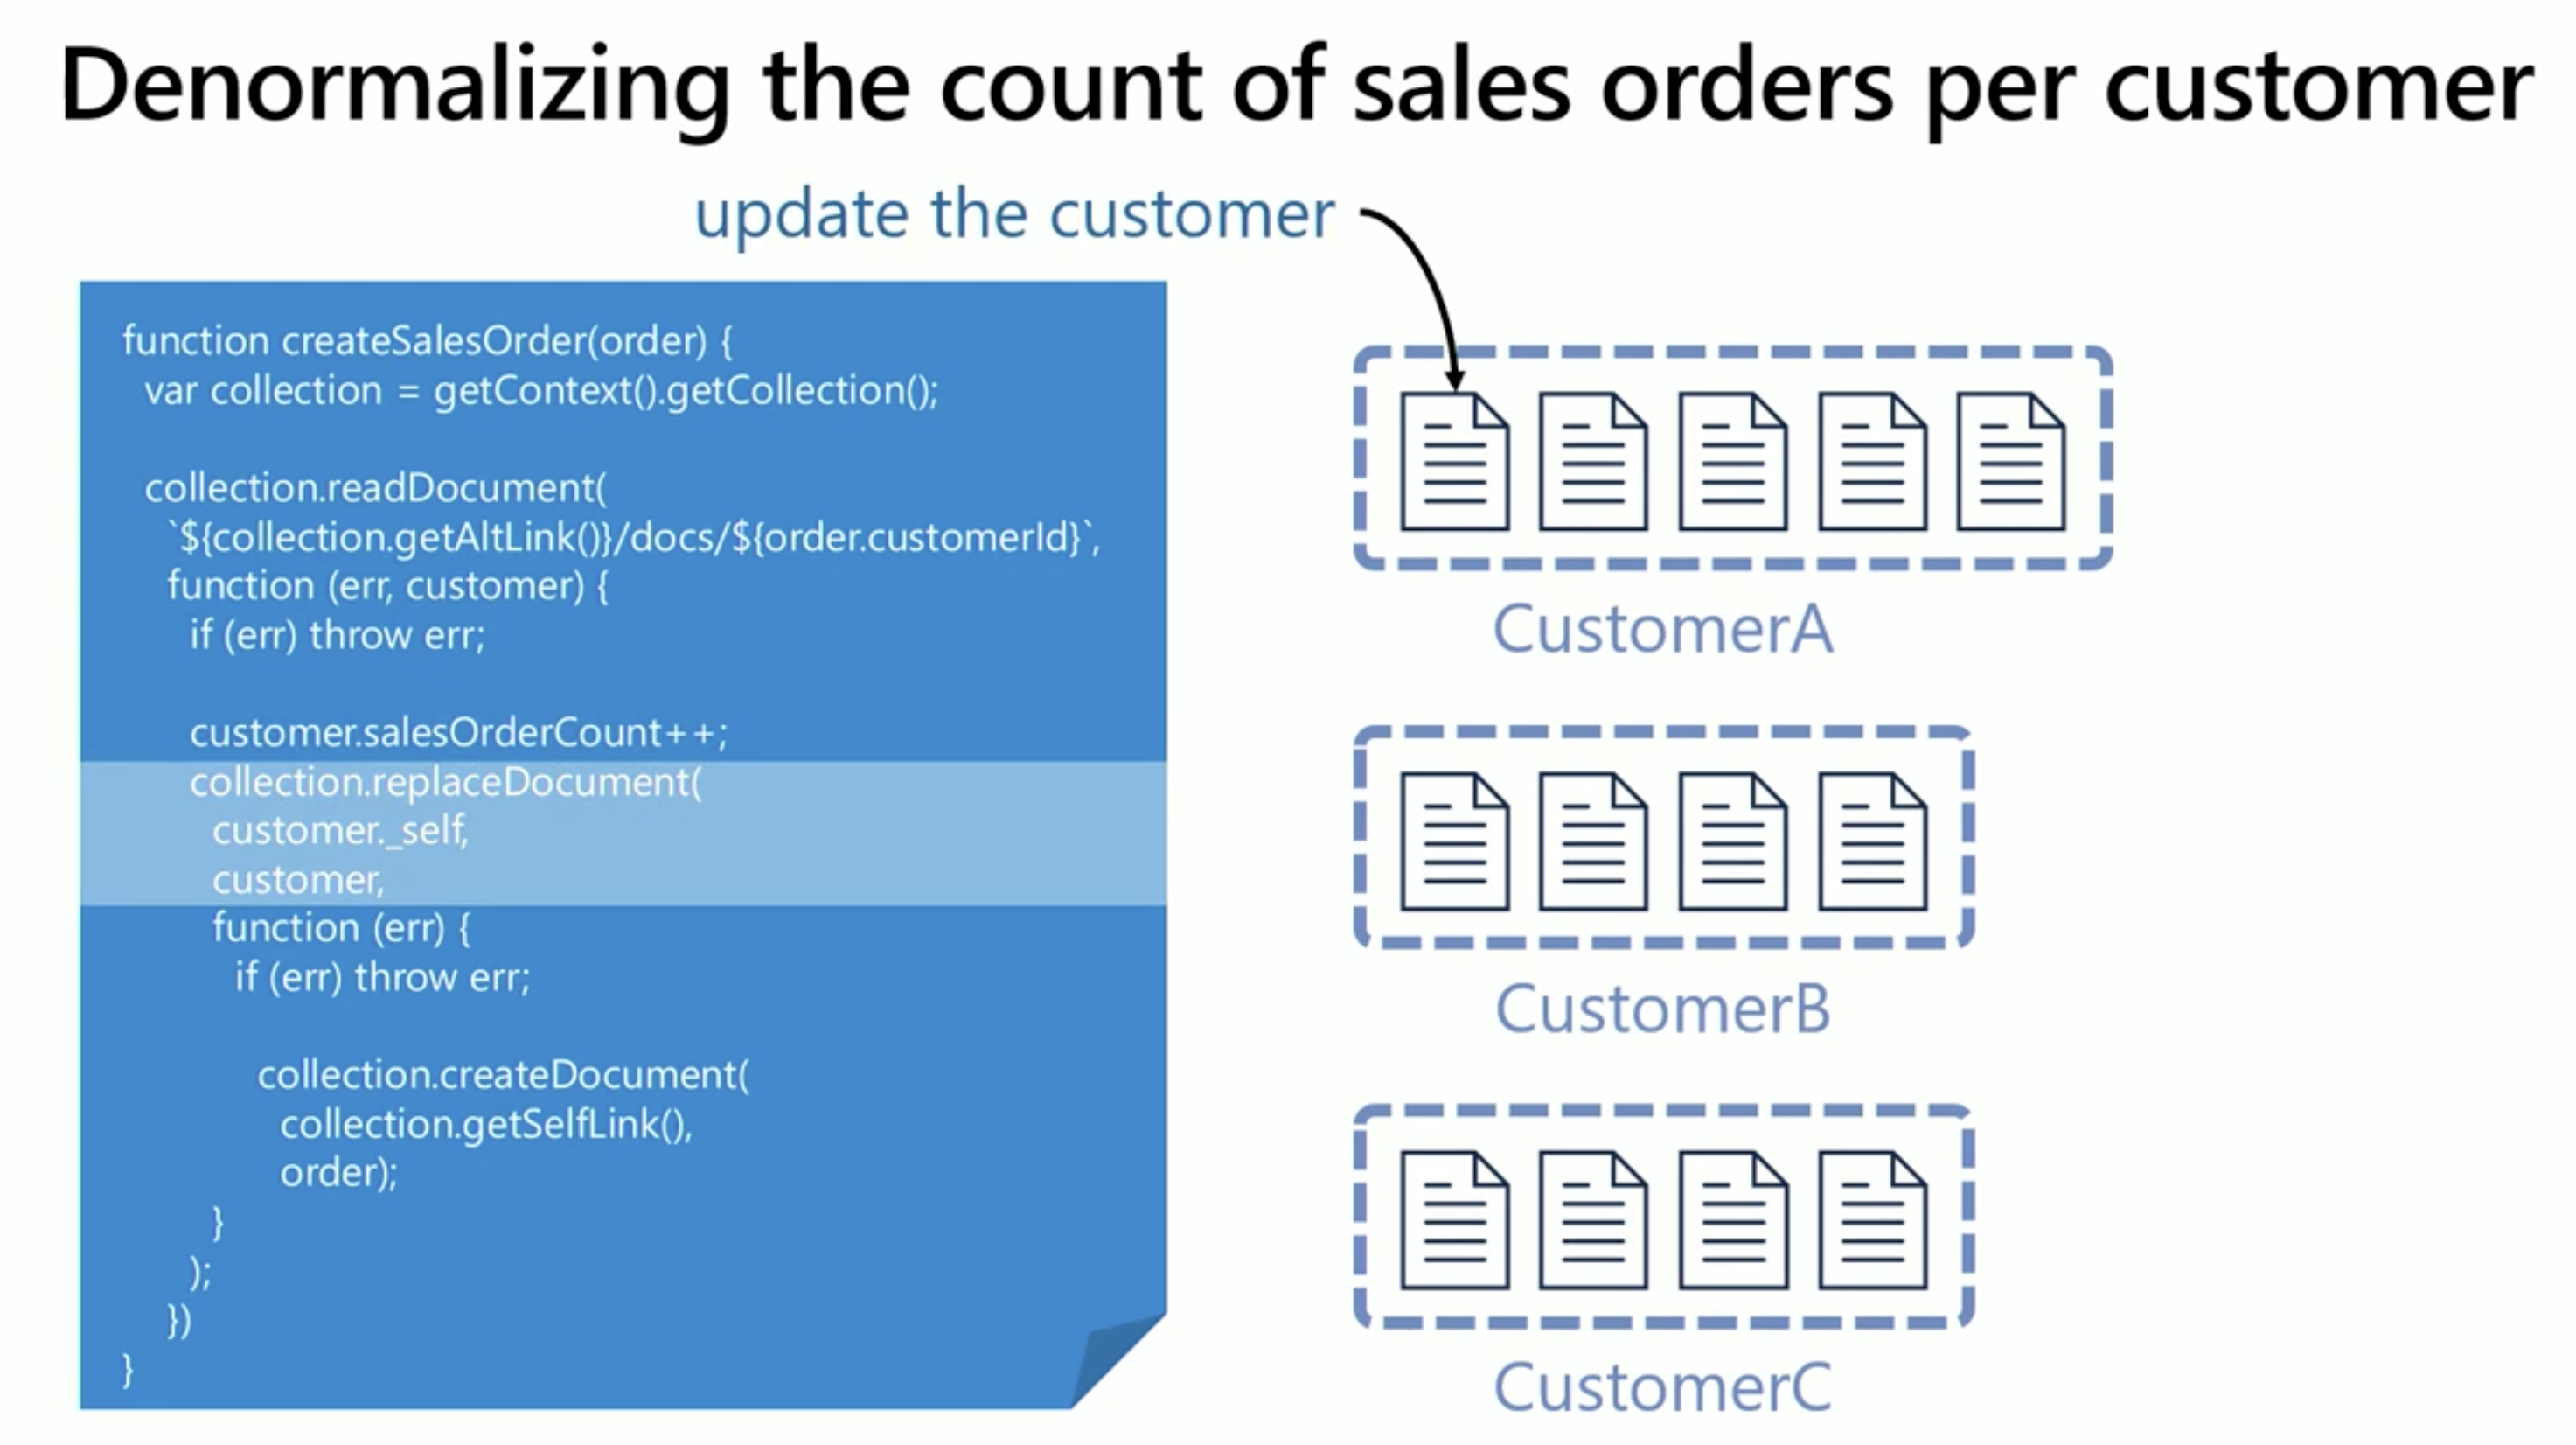 Denormalizing the count of sales orders per customer
update the customer
function createSalesOrder(order) {
var collection = getContext().getCollection();
collection.readDocument(
`${collection.getAltLink()}/docs/${order.customerId}`,
function (err, customer) {
if (err) throw err;
customer.salesOrderCount++;
collection.replaceDocument(
customer._self,
customer,
function (err) {
if (err) throw err;
collection.createDocument(
collection.getSelfLink(),
order);
}
);
})
}
CustomerA
CustomerB
CustomerC